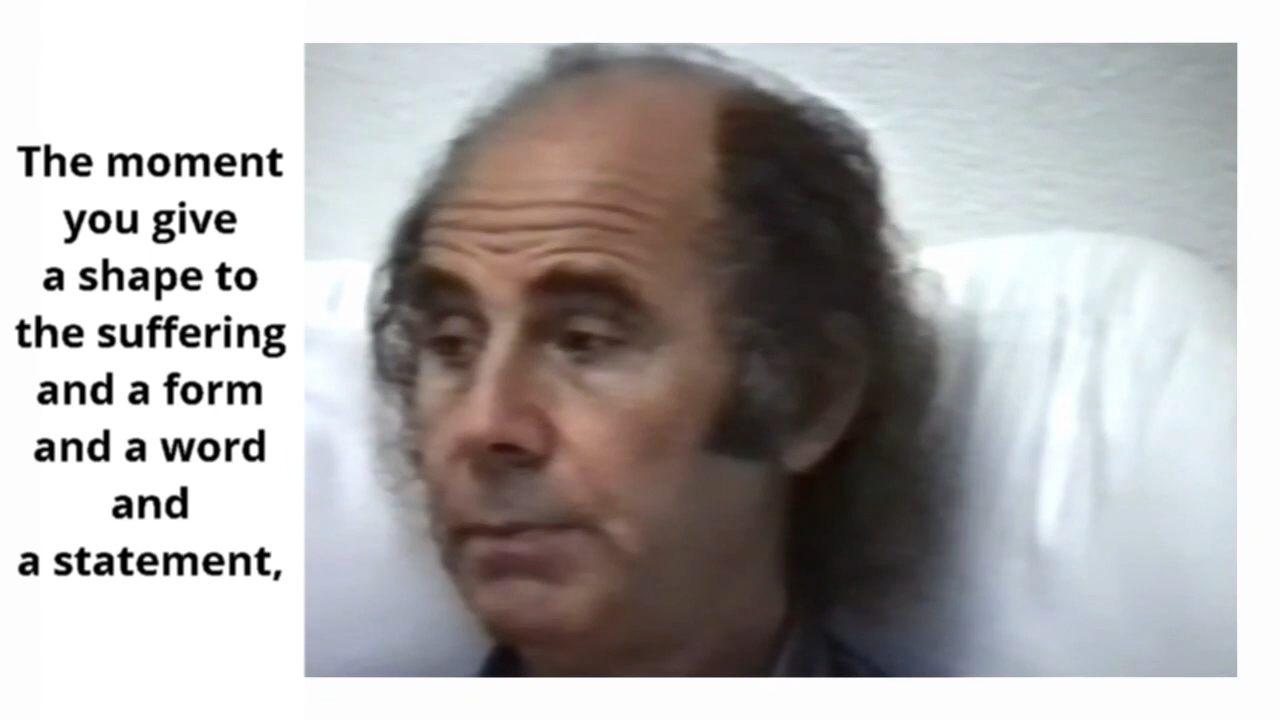 The moment
you give
a shape to
the suffering
and a form
and a word
and
a statement,